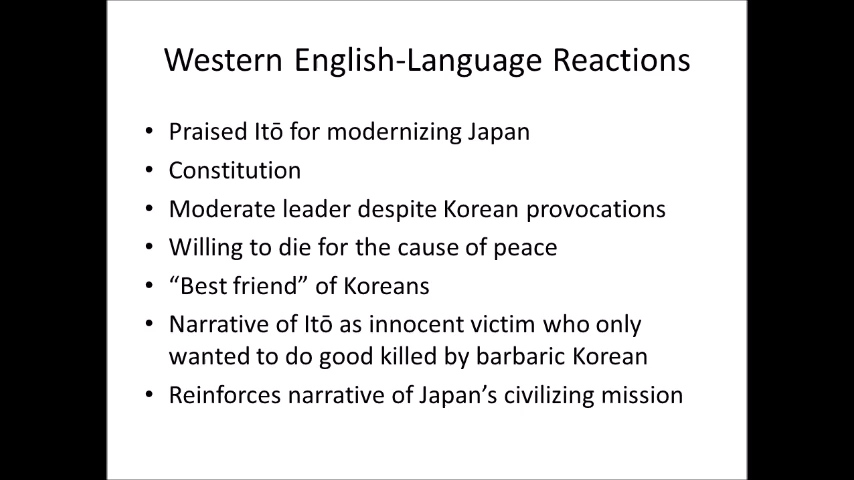 Western English-Language Reactions
• Praised Itō for modernizing Japan
• Constitution
• Moderate leader despite Korean provocations
• Willing to die for the cause of peace
• “Best friend” of Koreans
• Narrative of Itō as innocent victim who only
wanted to do good killed by barbaric Korean
• Reinforces narrative of Japan’s civilizing mission